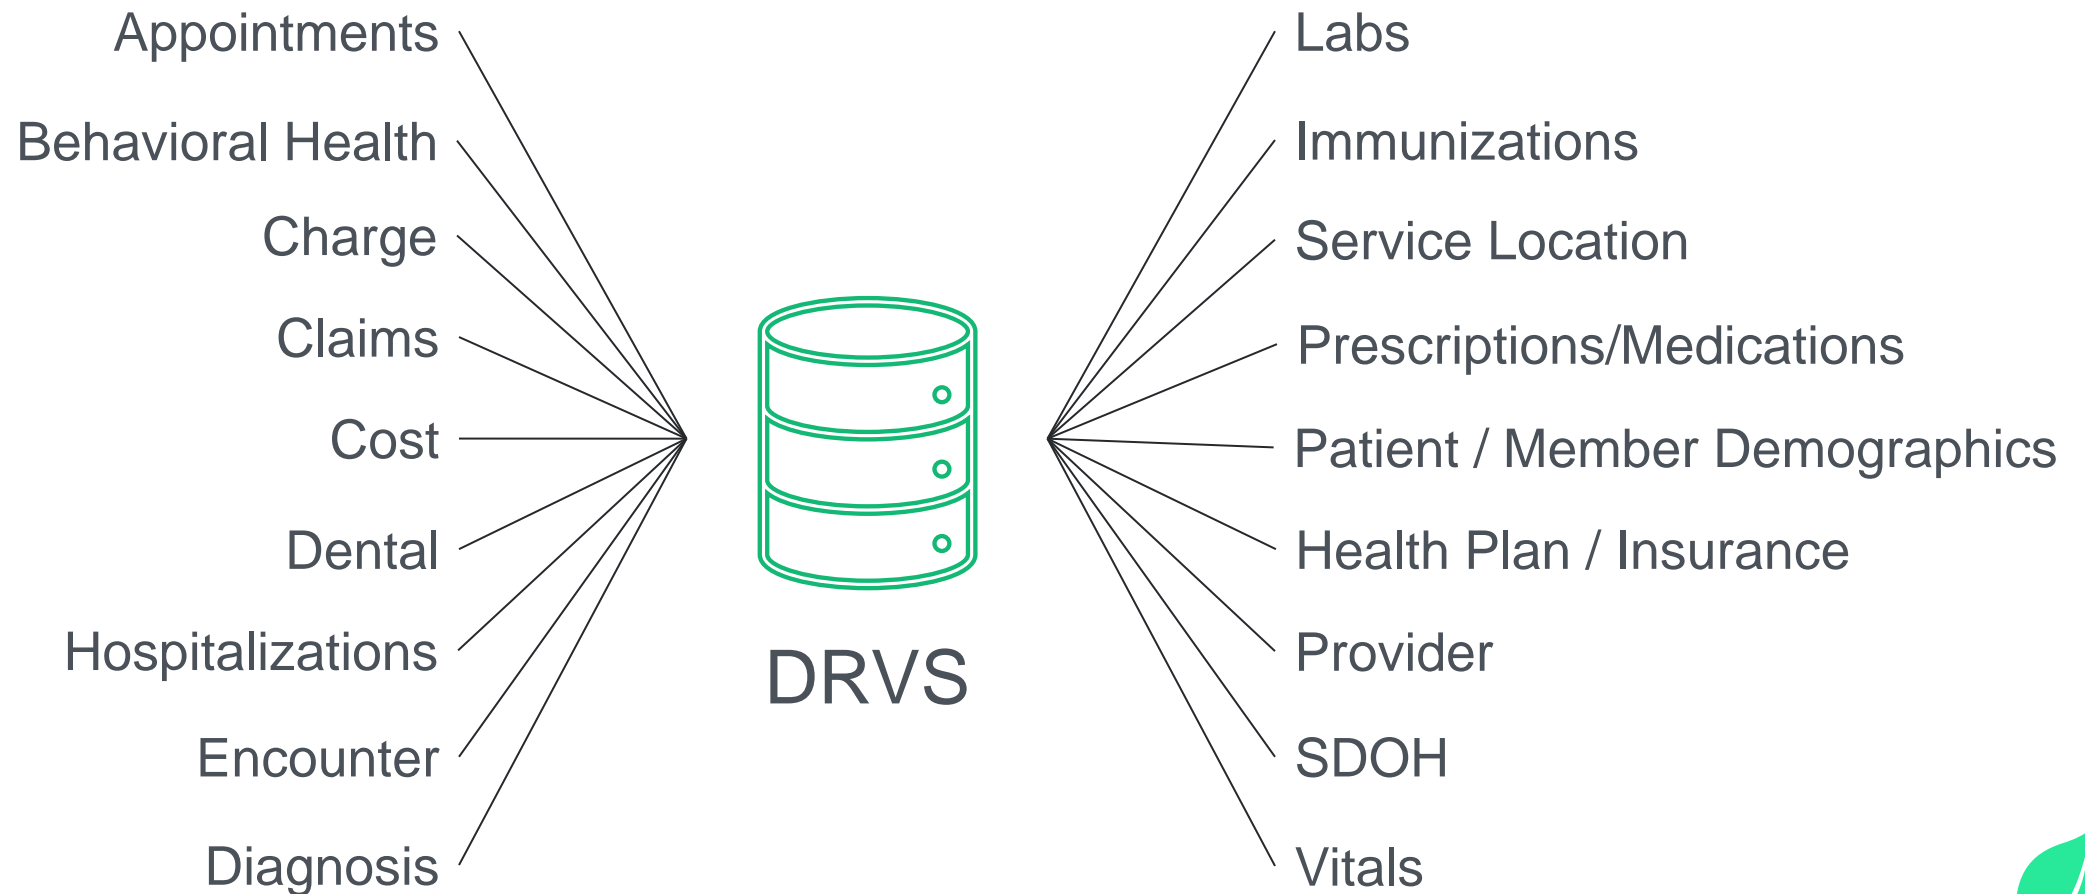 Appointments
Behavioral Health
Charge
Claims
Cost
Dental
Hospitalizations
Encounter
Diagnosis
DRVS
Labs
Immunizations
Service Location
Prescriptions/Medications
Patient / Member Demographics
Health Plan / Insurance
Provider
SDOH
Vitals